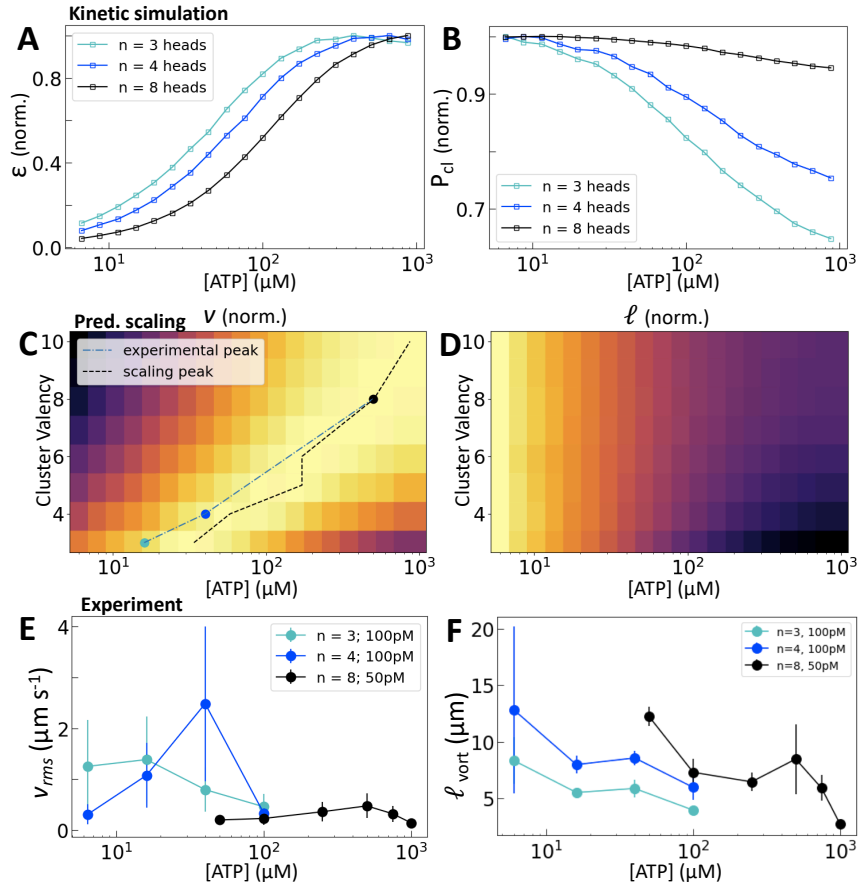 Kinetic simulation
A
ε (norm.)
1.0
0.8
0.4
0.0
n = 3 heads
n = 4 heads
n = 8 heads
10¹
10²
10³
[ATP] (μM)
B
P_cl (norm.)
0.9
0.7
n = 3 heads
n = 4 heads
n = 8 heads
10¹
10²
10³
[ATP] (μM)
Pred. scaling
C
v (norm.)
Cluster Valency
10
8
6
4
experimental peak
scaling peak
10¹
10²
10³
[ATP] (μM)
D
ℓ (norm.)
Cluster Valency
10
8
6
4
10¹
10²
10³
[ATP] (μM)
Experiment
E
v_rms (μm s⁻¹)
4
2
0
n = 3; 100pM
n = 4; 100pM
n = 8; 50pM
10¹
10²
10³
[ATP] (μM)
F
ℓ_vort (μm)
20
15
10
5
n=3, 100pM
n=4, 100pM
n=8, 50pM
10¹
10²
10³
[ATP] (μM)